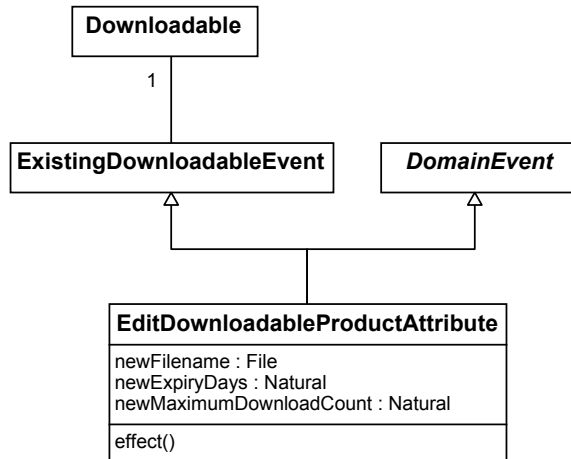 Downloadable
1
ExistingDownloadableEvent
DomainEvent
EditDownloadableProductAttribute
newFilename : File
newExpiryDays : Natural
newMaximumDownloadCount : Natural
effect()